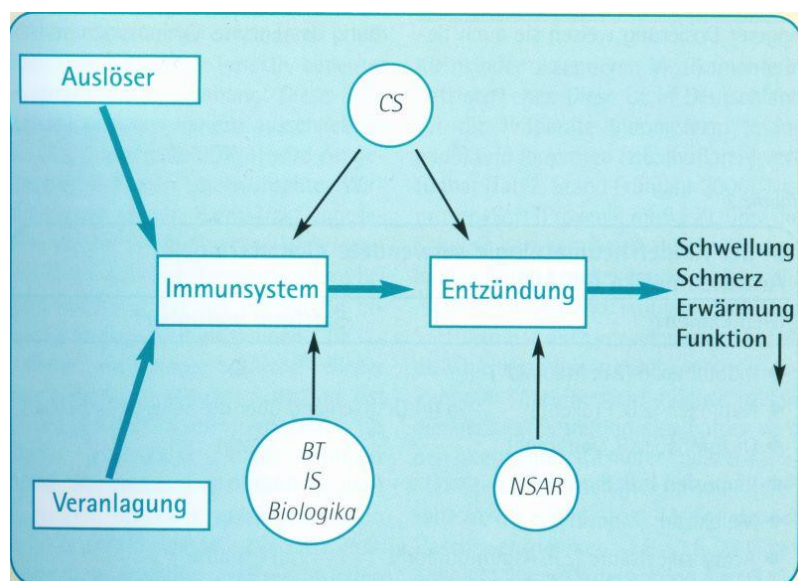 Auslöser
CS
Immunsystem
Entzündung
Schwellung
Schmerz
Erwärmung
Funktion
BT
IS
Biologika
NSAR
Veranlagung